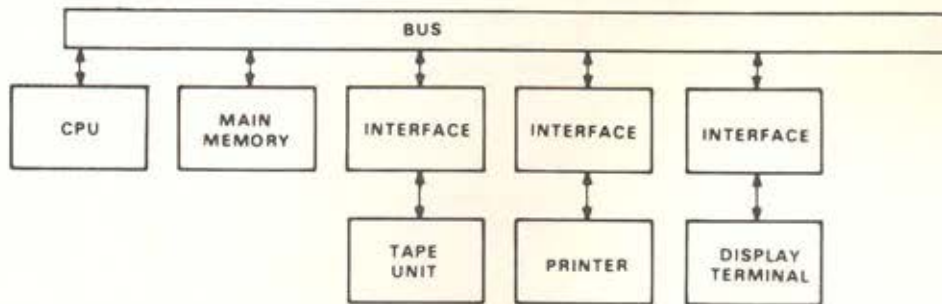 BUS
CPU
MAIN
MEMORY
INTERFACE
INTERFACE
INTERFACE
TAPE
UNIT
PRINTER
DISPLAY
TERMINAL